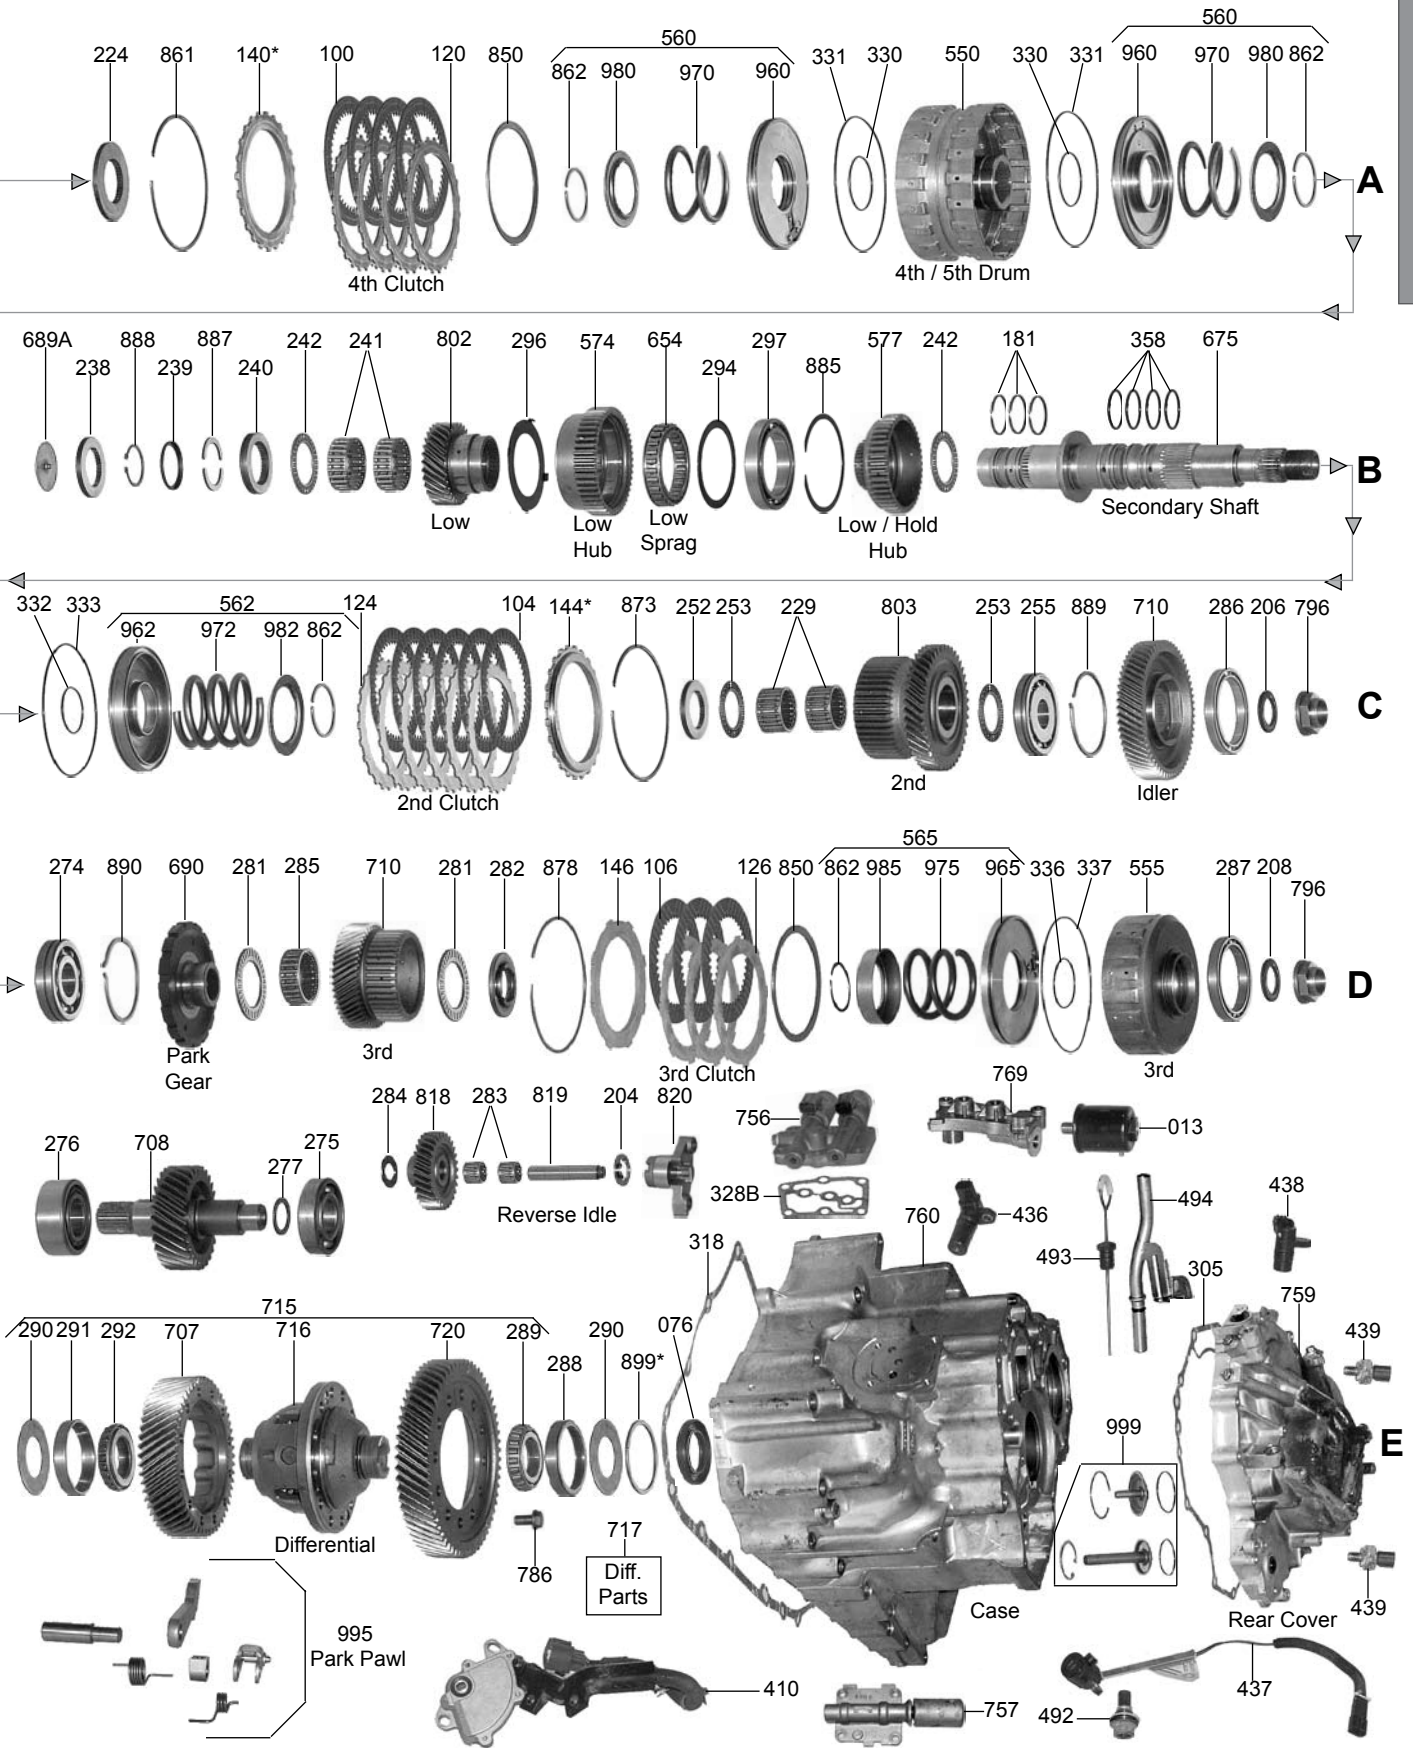 560
560
224 861 140* 100 120 850 862 980 970 960 331 330 550 330 331 960 970 980 862
A
4th Clutch
4th / 5th Drum
689A 888 887 242 241 802 296 574 654 297 577 242 181 358 675
238 239 240 294 885
B
Low
Low
Hub
Low
Sprag
Low / Hold
Hub
Secondary Shaft
332 333 562 124 104 144* 873 252 253 229 803 253 255 889 710 286 206 796
962 972 982 862
C
2nd Clutch
2nd
Idler
565
274 890 690 281 285 710 281 282 878 146 106 126 850 862 985 975 965 336 337 555 287 208 796
D
Park
Gear
3rd
3rd Clutch
3rd
284 818 283 819 204 820 756 769 013
276 708 277 275
Reverse Idle
328B 760 436 494 438
318 493 305 759
715
290 291 292 707 716 720 289 288 290 899* 076 439
999
E
Differential
786
717
Diff.
Parts
Case
439
Rear Cover
995
Park Pawl
410 757 492 437